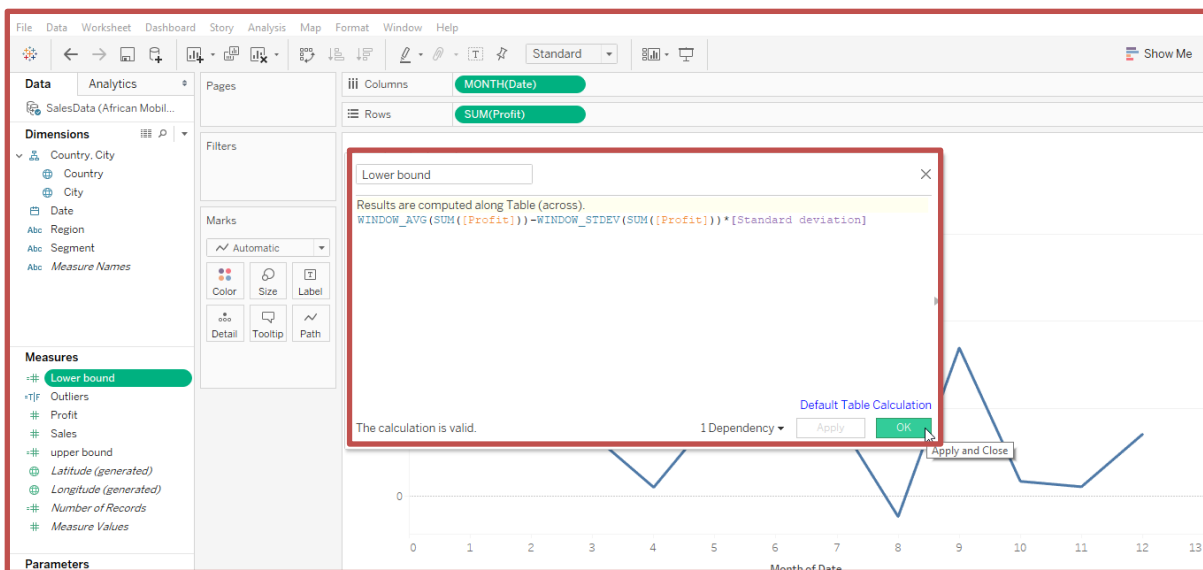 File Data Worksheet Dashboard Story Analysis Map Format Window Help
Standard
Show Me
Data Analytics
SalesData (African Mobil...
Dimensions
Country, City
Country
City
Date
Abc Region
Abc Segment
Abc Measure Names
Measures
=# Lower bound
=T|F Outliers
# Profit
# Sales
=# upper bound
Latitude (generated)
Longitude (generated)
=# Number of Records
# Measure Values
Parameters
Pages
Filters
Marks
Automatic
Color Size Label
Detail Tooltip Path
Columns MONTH(Date)
Rows SUM(Profit)
Lower bound
Results are computed along Table (across).
WINDOW_AVG(SUM([Profit]))-WINDOW_STDEV(SUM([Profit]))*[Standard deviation]
Default Table Calculation
The calculation is valid. 1 Dependency Apply OK
Apply and Close
0
0 1 2 3 4 5 6 7 8 9 10 11 12 13
Month of Date